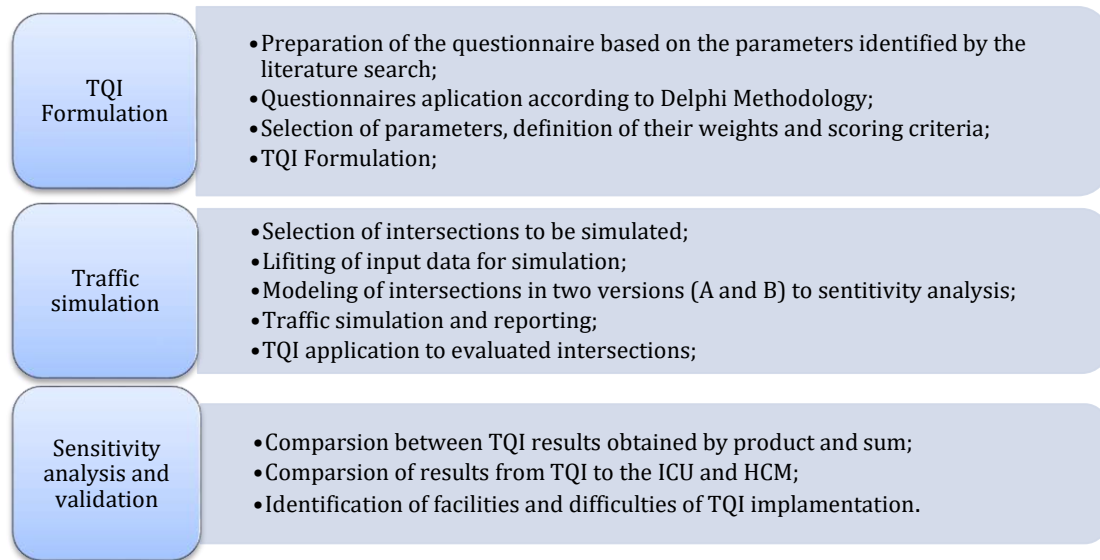 TQI
Formulation
•Preparation of the questionnaire based on the parameters identified by the
literature search;
•Questionnaires aplication according to Delphi Methodology;
•Selection of parameters, definition of their weights and scoring criteria;
•TQI Formulation;
Traffic
simulation
•Selection of intersections to be simulated;
•Lifiting of input data for simulation;
•Modeling of intersections in two versions (A and B) to sentitivity analysis;
•Traffic simulation and reporting;
•TQI application to evaluated intersections;
Sensitivity
analysis and
validation
•Comparsion between TQI results obtained by product and sum;
•Comparsion of results from TQI to the ICU and HCM;
•Identification of facilities and difficulties of TQI implamentation.